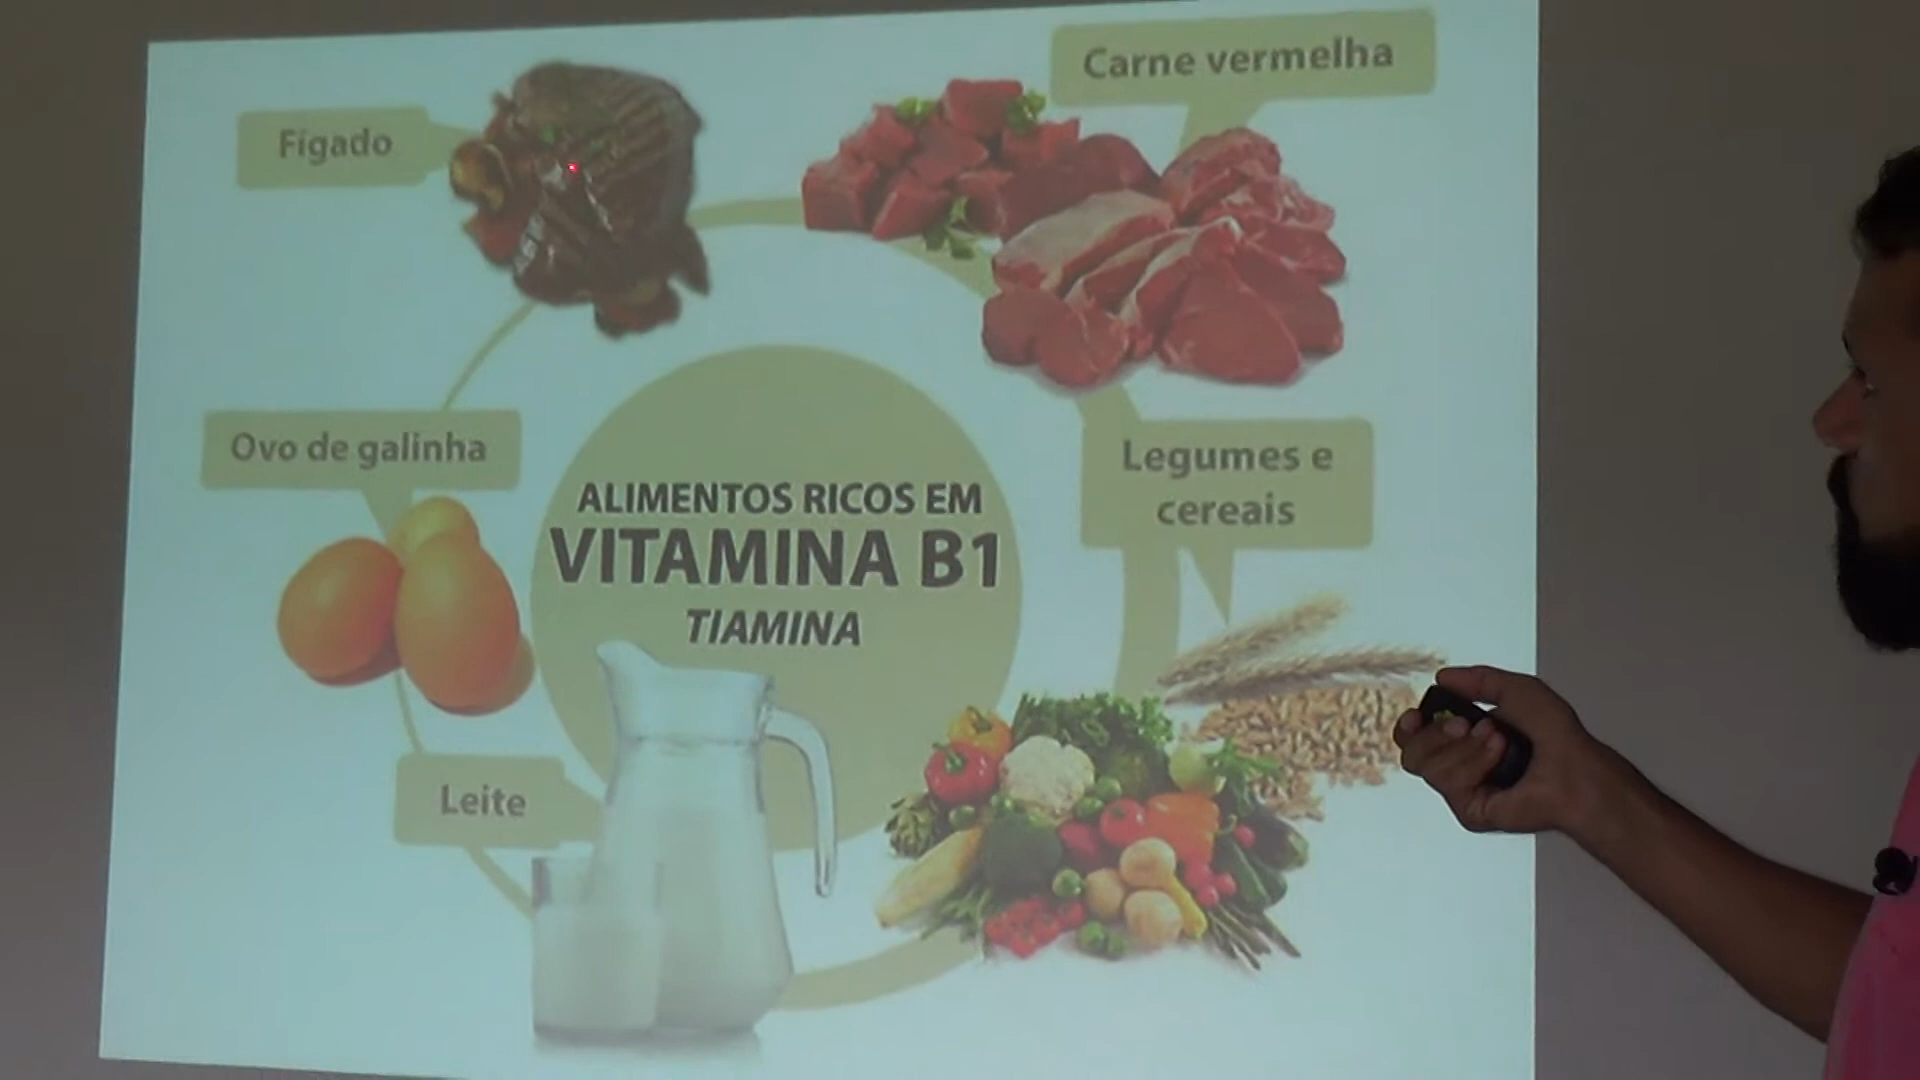 Carne vermelha
Fígado
Ovo de galinha
Legumes e
cereais
ALIMENTOS RICOS EM
VITAMINA B1
TIAMINA
Leite